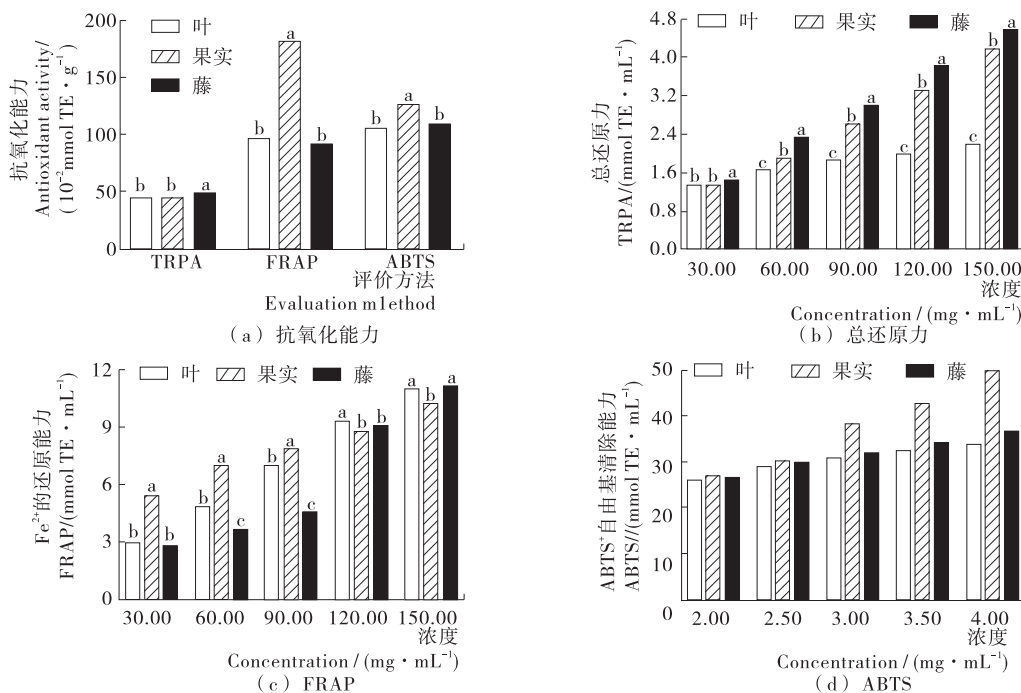 200
150
100
50
0
抗氧化能力
Antioxidant activity/
(10⁻²mmol TE·g⁻¹)
叶
果实
藤
b b a
b a b
b a b
TRPA FRAP ABTS
评价方法
Evaluation m1ethod
(a) 抗氧化能力
4.8
4.0
3.2
2.4
1.6
0.8
0.0
总还原力
TRPA/(mmol TE·mL⁻¹)
叶 果实 藤
b b a
c b a
c b a
c b a
c b a
30.00 60.00 90.00 120.00 150.00
浓度
Concentration / (mg·mL⁻¹)
(b) 总还原力
12
9
6
3
0
Fe²⁺的还原能力
FRAP/(mmol TE·mL⁻¹)
叶 果实 藤
b a b
b a c
b a c
a b b
a b a
30.00 60.00 90.00 120.00 150.00
浓度
Concentration / (mg·mL⁻¹)
(c) FRAP
50
40
30
20
10
0
ABTS⁺自由基清除能力
ABTS//(mmol TE·mL⁻¹)
叶 果实 藤
2.00 2.50 3.00 3.50 4.00
浓度
Concentration / (mg·mL⁻¹)
(d) ABTS